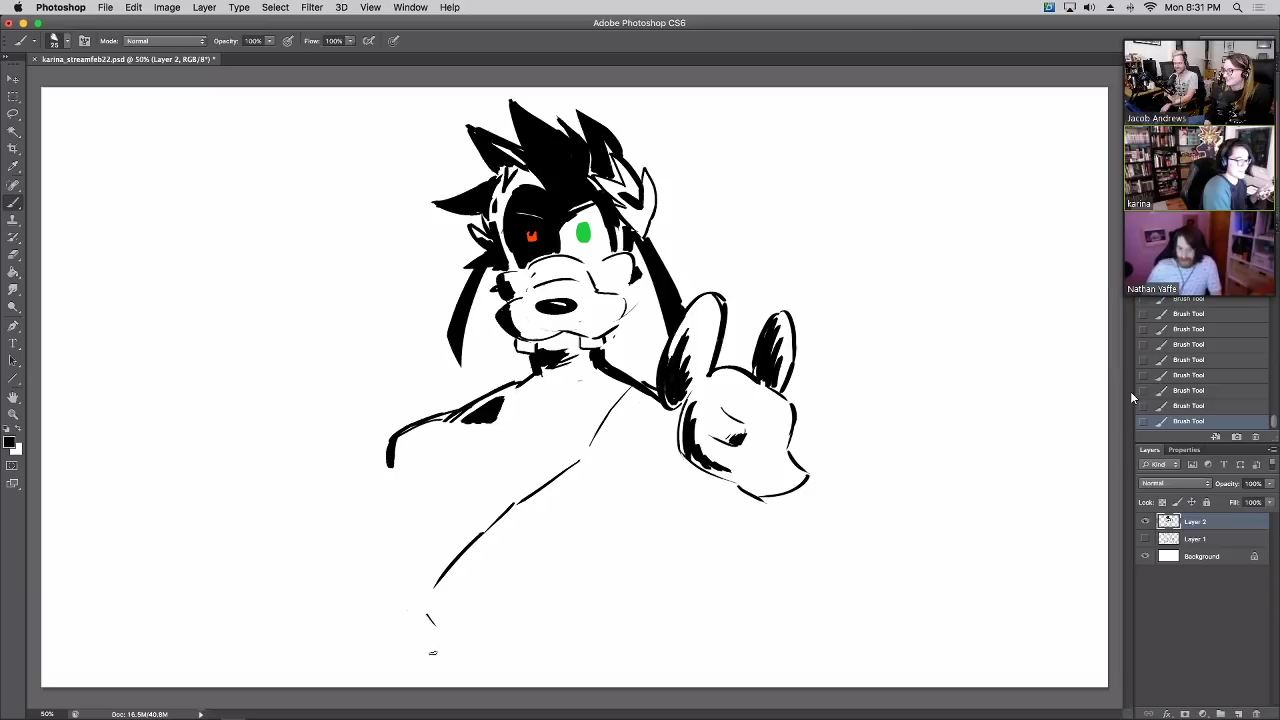 Photoshop File Edit Image Layer Type Select Filter 3D View Window Help Mon 8:31 PM
Adobe Photoshop CS6
25 Mode: Normal Opacity: 100% Flow: 100%
karina_streamfeb22.psd @ 50% (Layer 2, RGB/8*) *
Jacob Andrews
karina
Nathan Yaffe
Brush Tool
Brush Tool
Brush Tool
Brush Tool
Brush Tool
Brush Tool
Brush Tool
Brush Tool
Brush Tool
Layers Properties
Kind
Normal Opacity: 100%
Lock: Fill: 100%
Layer 2
Layer 1
Background
50% Doc: 16.5M/40.8M